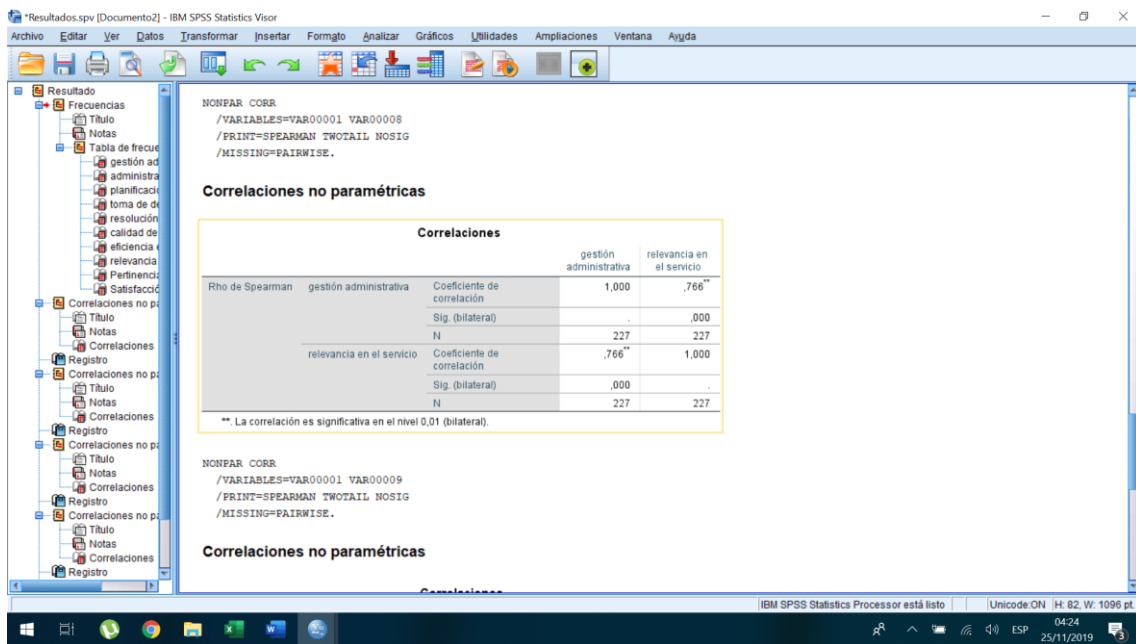 *Resultados.spv [Documento2] - IBM SPSS Statistics Visor
Archivo Editar Ver Datos Transformar Insertar Formato Analizar Gráficos Utilidades Ampliaciones Ventana Ayuda
Resultado
Frecuencias
Título
Notas
Tabla de frecue
gestión ad
administra
planificació
toma de de
resolución
calidad de
eficiencia e
relevancia
Pertinencia
Satisfacció
Correlaciones no pa
Título
Notas
Correlaciones
Registro
Correlaciones no pa
Título
Notas
Correlaciones
Registro
Correlaciones no pa
Título
Notas
Correlaciones
Registro
Correlaciones no pa
Título
Notas
Correlaciones
Registro
NONPAR CORR
/VARIABLES=VAR00001 VAR00008
/PRINT=SPEARMAN TWOTAIL NOSIG
/MISSING=PAIRWISE.
Correlaciones no paramétricas
Correlaciones
gestión administrativa relevancia en el servicio
Rho de Spearman gestión administrativa Coeficiente de correlación 1,000 ,766**
Sig. (bilateral) . ,000
N 227 227
relevancia en el servicio Coeficiente de correlación ,766** 1,000
Sig. (bilateral) ,000 .
N 227 227
**. La correlación es significativa en el nivel 0,01 (bilateral).
NONPAR CORR
/VARIABLES=VAR00001 VAR00009
/PRINT=SPEARMAN TWOTAIL NOSIG
/MISSING=PAIRWISE.
Correlaciones no paramétricas
Correlaciones
IBM SPSS Statistics Processor está listo Unicode:ON H: 82, W: 1096 pt.
ESP 04:24
25/11/2019 3